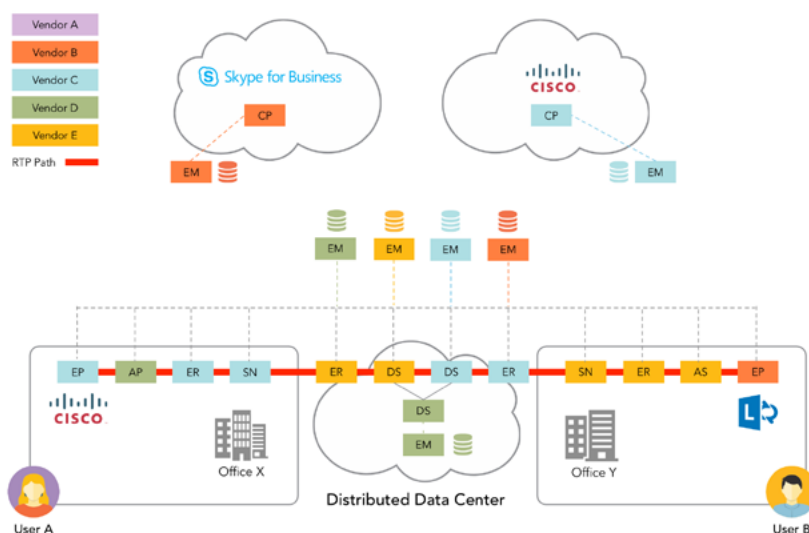 Vendor A
Vendor B
Vendor C
Vendor D
Vendor E
RTP Path
S Skype for Business
CISCO
CP
CP
EM
EM
EM
EM
EM
EM
EP
AP
ER
SN
ER
DS
DS
ER
SN
ER
AS
EP
CISCO
DS
L
EM
Office X
Office Y
Distributed Data Center
User A
User B